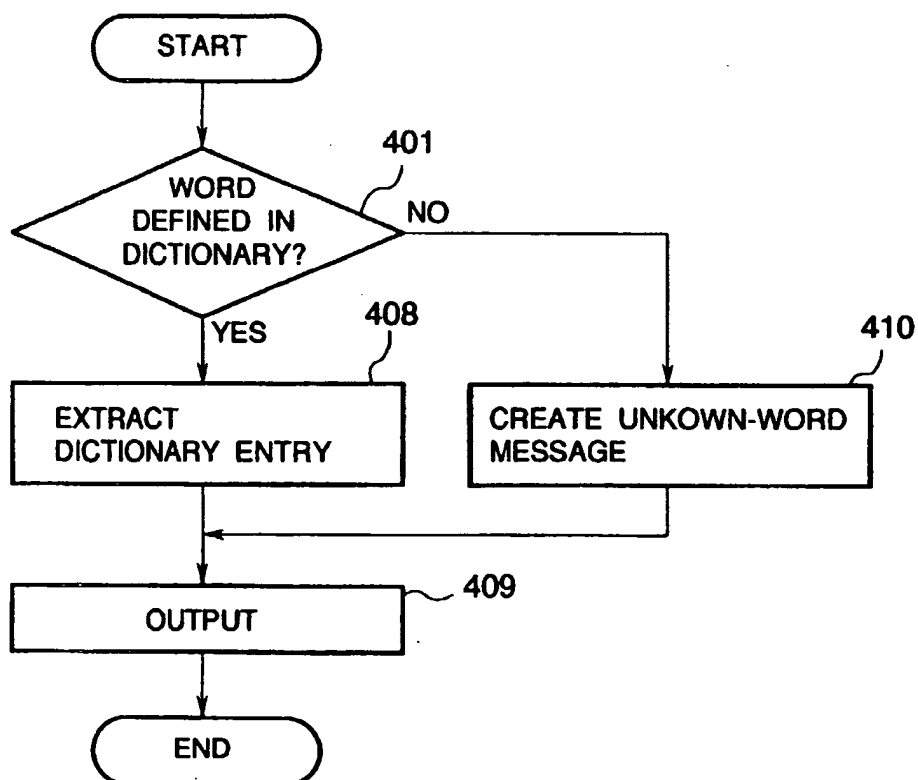 START
401
WORD
DEFINED IN
DICTIONARY?
NO
YES
408
410
EXTRACT
DICTIONARY ENTRY
CREATE UNKOWN-WORD
MESSAGE
409
OUTPUT
END